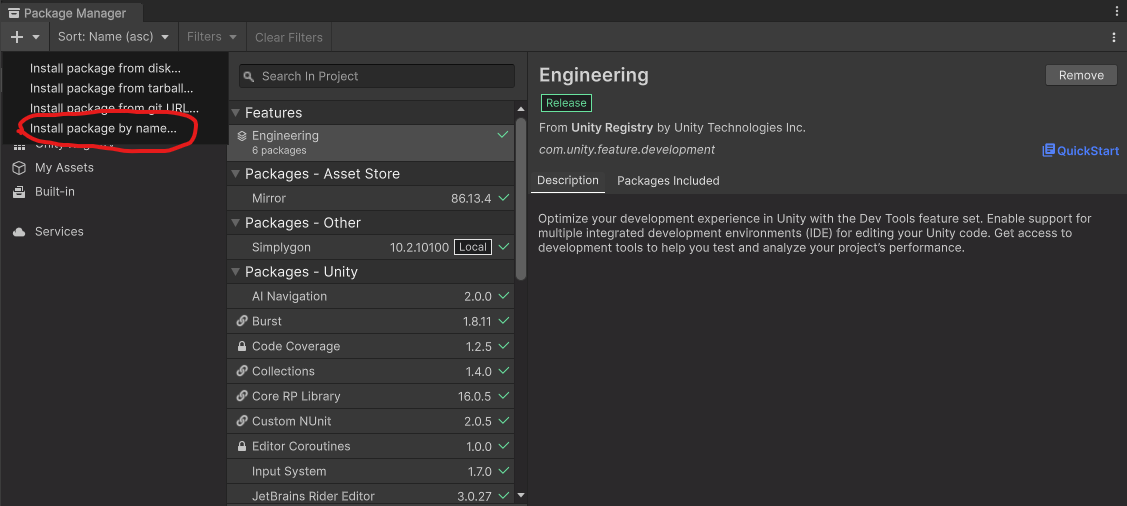 Package Manager
Sort: Name (asc)
Filters
Clear Filters
Install package from disk...
Install package from tarball...
Install package from git URL...
Install package by name...
My Assets
Built-in
Services
Search In Project
Features
Engineering
6 packages
Packages - Asset Store
Mirror 86.13.4
Packages - Other
Simplygon 10.2.10100 Local
Packages - Unity
AI Navigation 2.0.0
Burst 1.8.11
Code Coverage 1.2.5
Collections 1.4.0
Core RP Library 16.0.5
Custom NUnit 2.0.5
Editor Coroutines 1.0.0
Input System 1.7.0
JetBrains Rider Editor 3.0.27
Engineering
Remove
Release
From Unity Registry by Unity Technologies Inc.
com.unity.feature.development
QuickStart
Description Packages Included
Optimize your development experience in Unity with the Dev Tools feature set. Enable support for
multiple integrated development environments (IDE) for editing your Unity code. Get access to
development tools to help you test and analyze your project's performance.